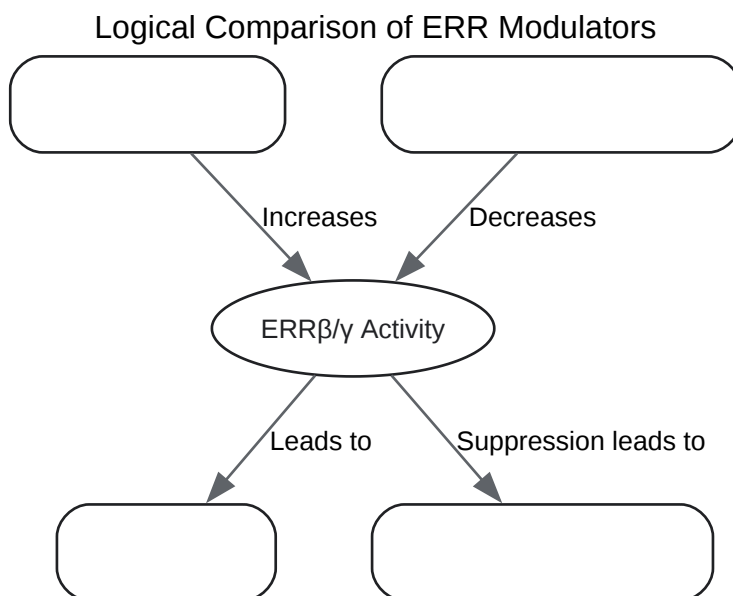 Logical Comparison of ERR Modulators
Increases
Decreases
ERRβ/γ Activity
Leads to
Suppression leads to